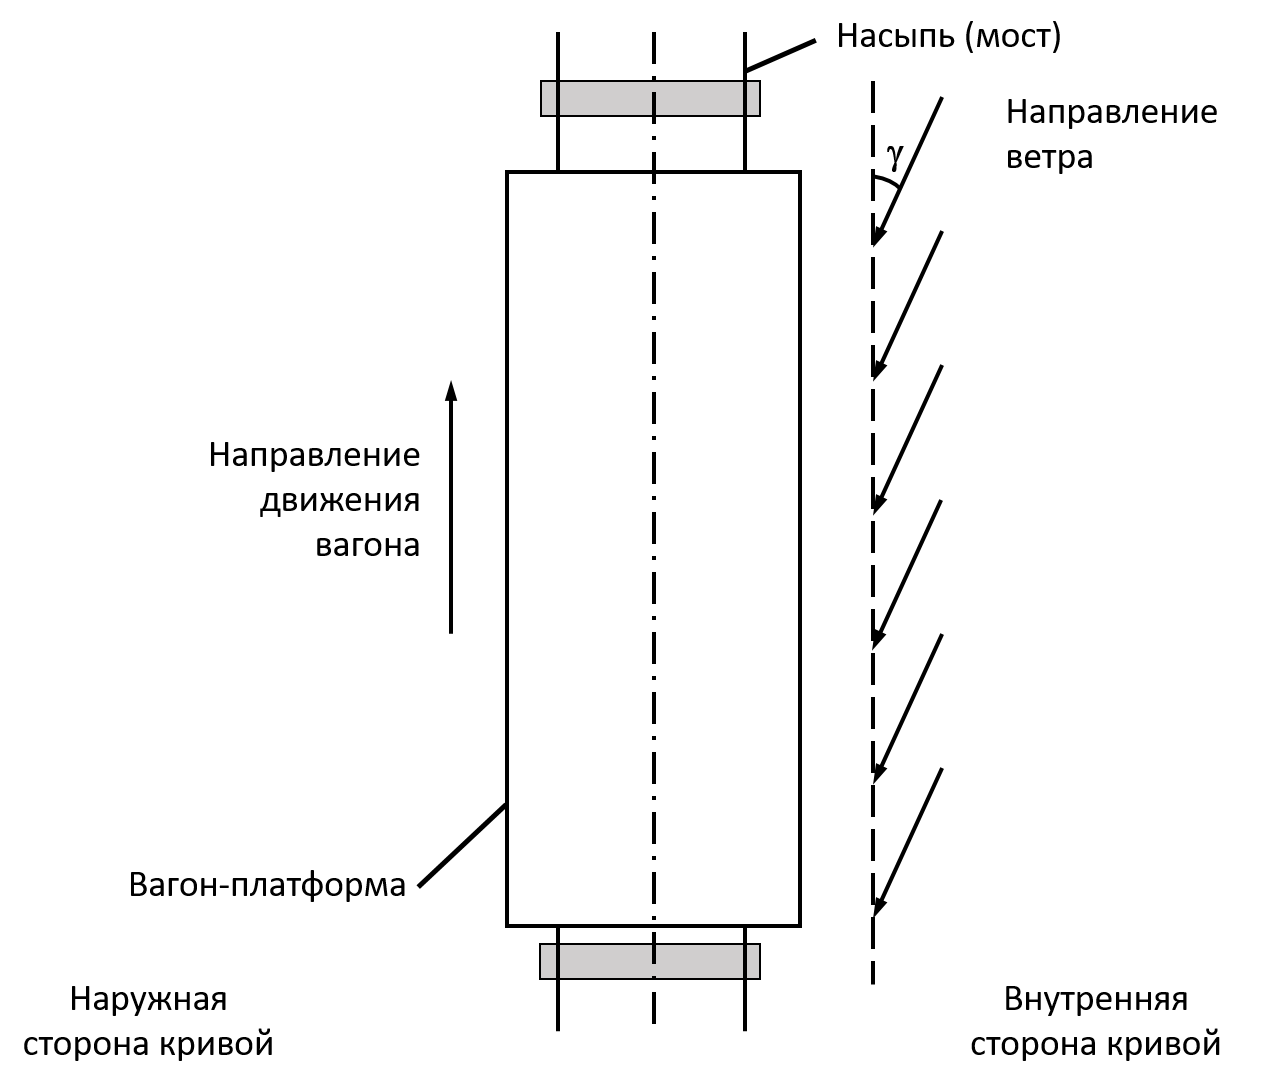 Насыпь (мост)
Направление
ветра
γ
Направление
движения
вагона
Вагон-платформа
Наружная
сторона кривой
Внутренняя
сторона кривой